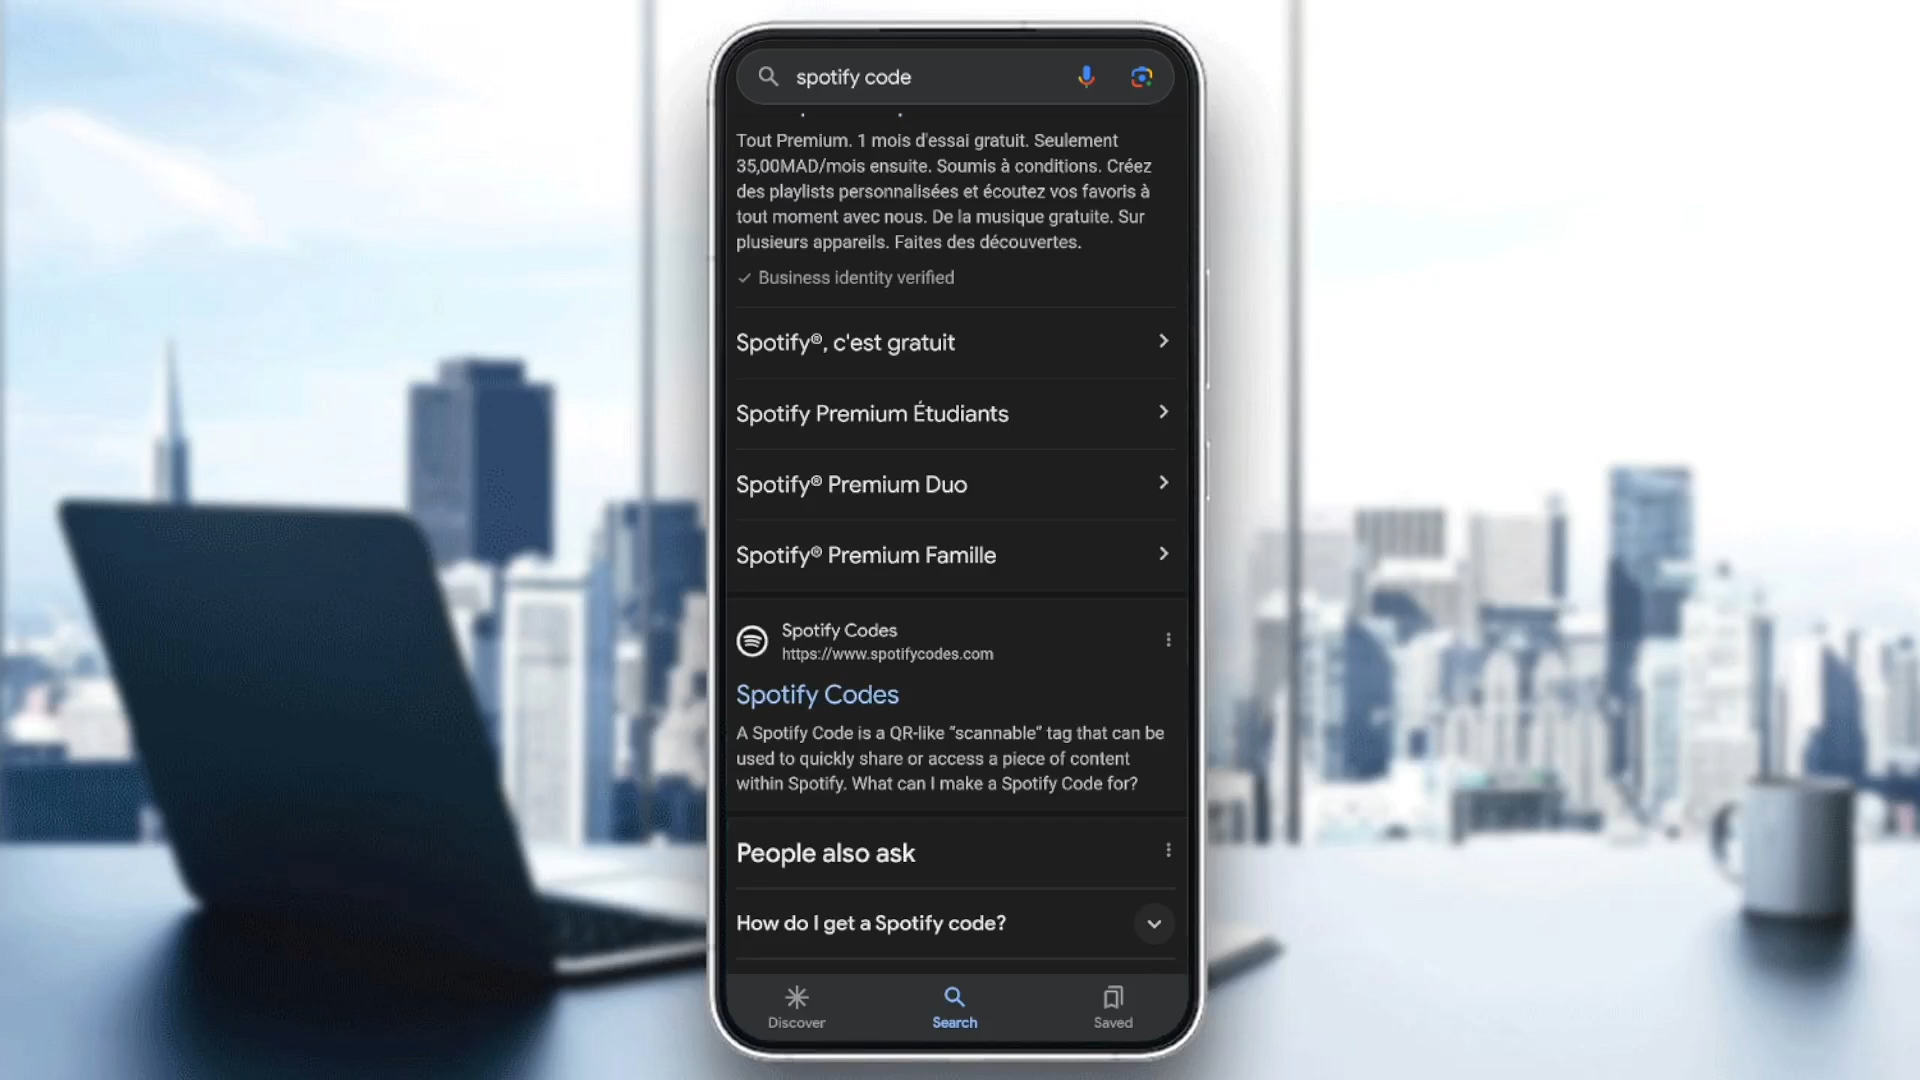 spotify code
Tout Premium. 1 mois d'essai gratuit. Seulement
35,00MAD/mois ensuite. Soumis à conditions. Créez
des playlists personnalisées et écoutez vos favoris à
tout moment avec nous. De la musique gratuite. Sur
plusieurs appareils. Faites des découvertes.
Business identity verified
Spotify®, c'est gratuit
Spotify Premium Étudiants
Spotify® Premium Duo
Spotify® Premium Famille
Spotify Codes
https://www.spotifycodes.com
Spotify Codes
A Spotify Code is a QR-like “scannable” tag that can be
used to quickly share or access a piece of content
within Spotify. What can I make a Spotify Code for?
People also ask
How do I get a Spotify code?
Discover
Search
Saved